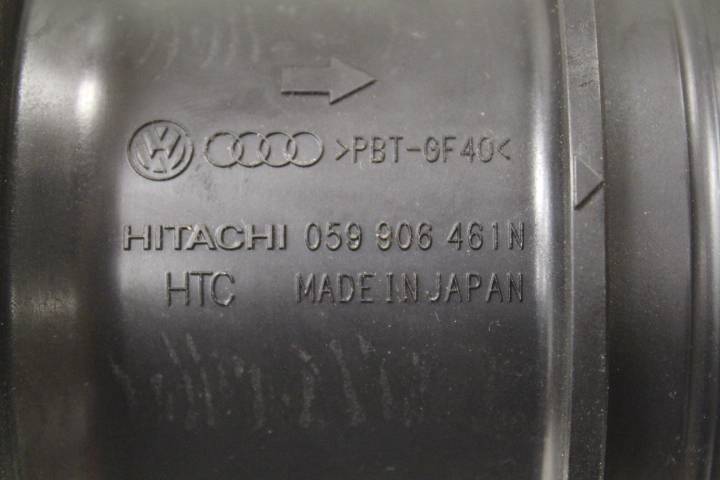 >PBT-GF40<
HITACHI 059 906 461N
HTC MADE IN JAPAN